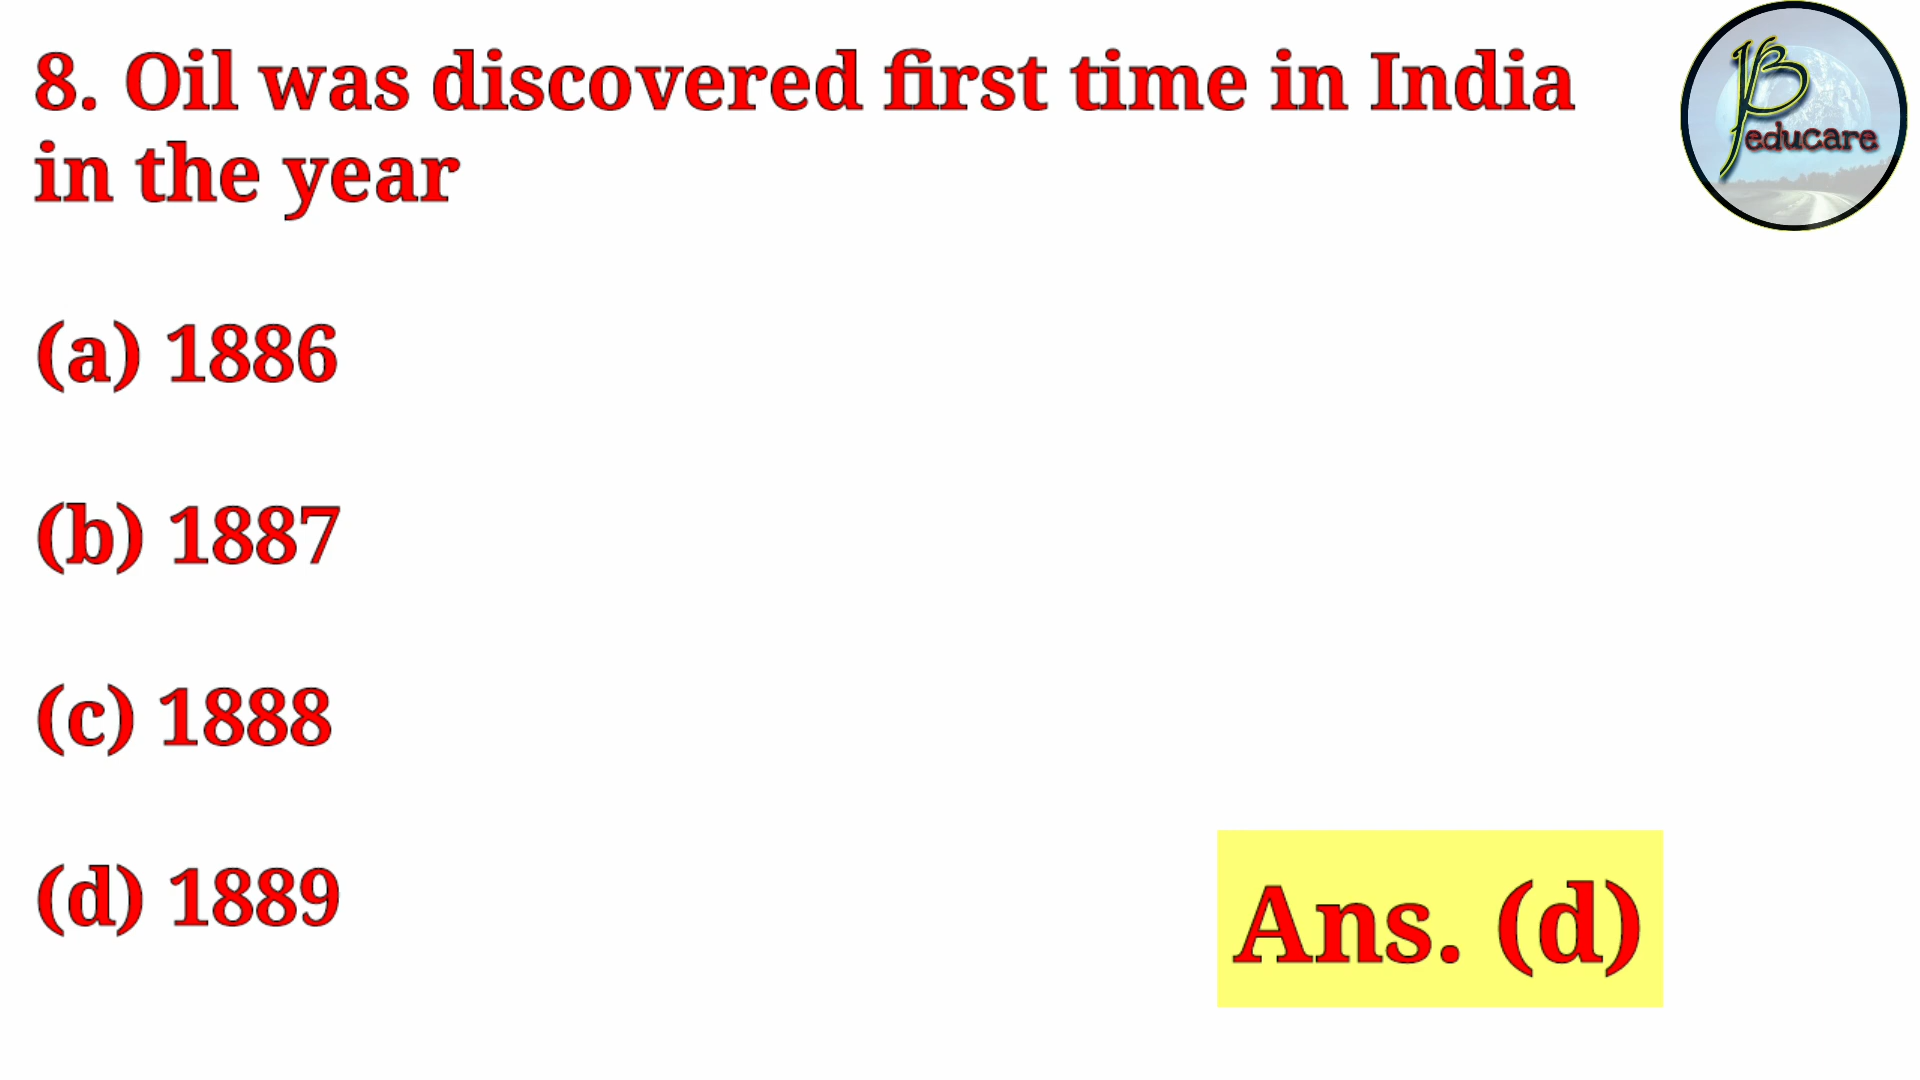 8. Oil was discovered first time in India
in the year
(a) 1886
(b) 1887
(c) 1888
(d) 1889
Ans. (d)
educare